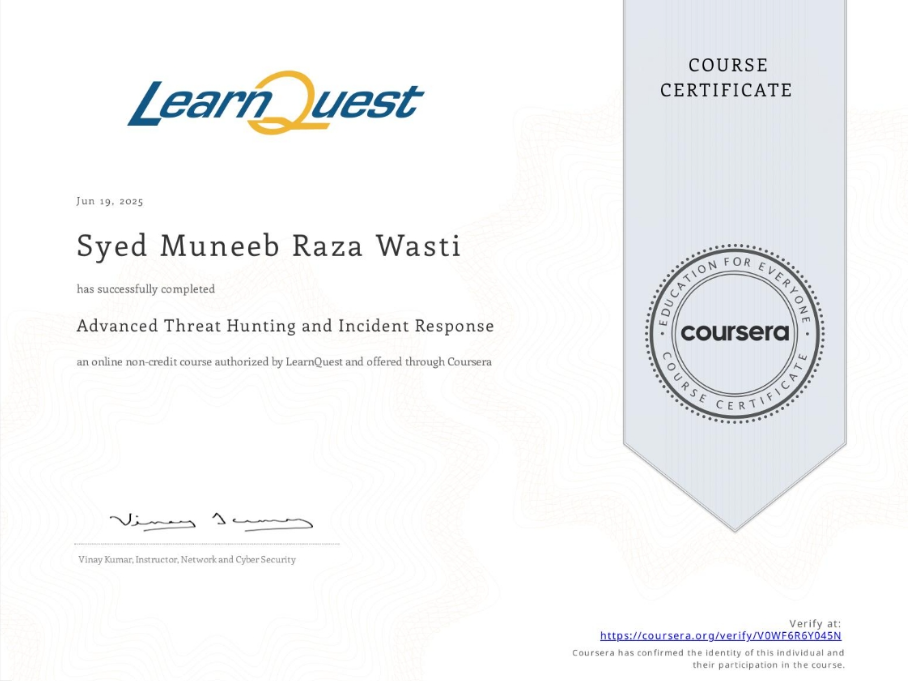 LearnQuest
COURSE
CERTIFICATE
Jun 19, 2025
Syed Muneeb Raza Wasti
has successfully completed
Advanced Threat Hunting and Incident Response
an online non-credit course authorized by LearnQuest and offered through Coursera
EDUCATION FOR EVERYONE
coursera
COURSE CERTIFICATE
Vinay Kumar
Vinay Kumar, Instructor, Network and Cyber Security
Verify at:
https://coursera.org/verify/V0WF6R6Y045N
Coursera has confirmed the identity of this individual and
their participation in the course.